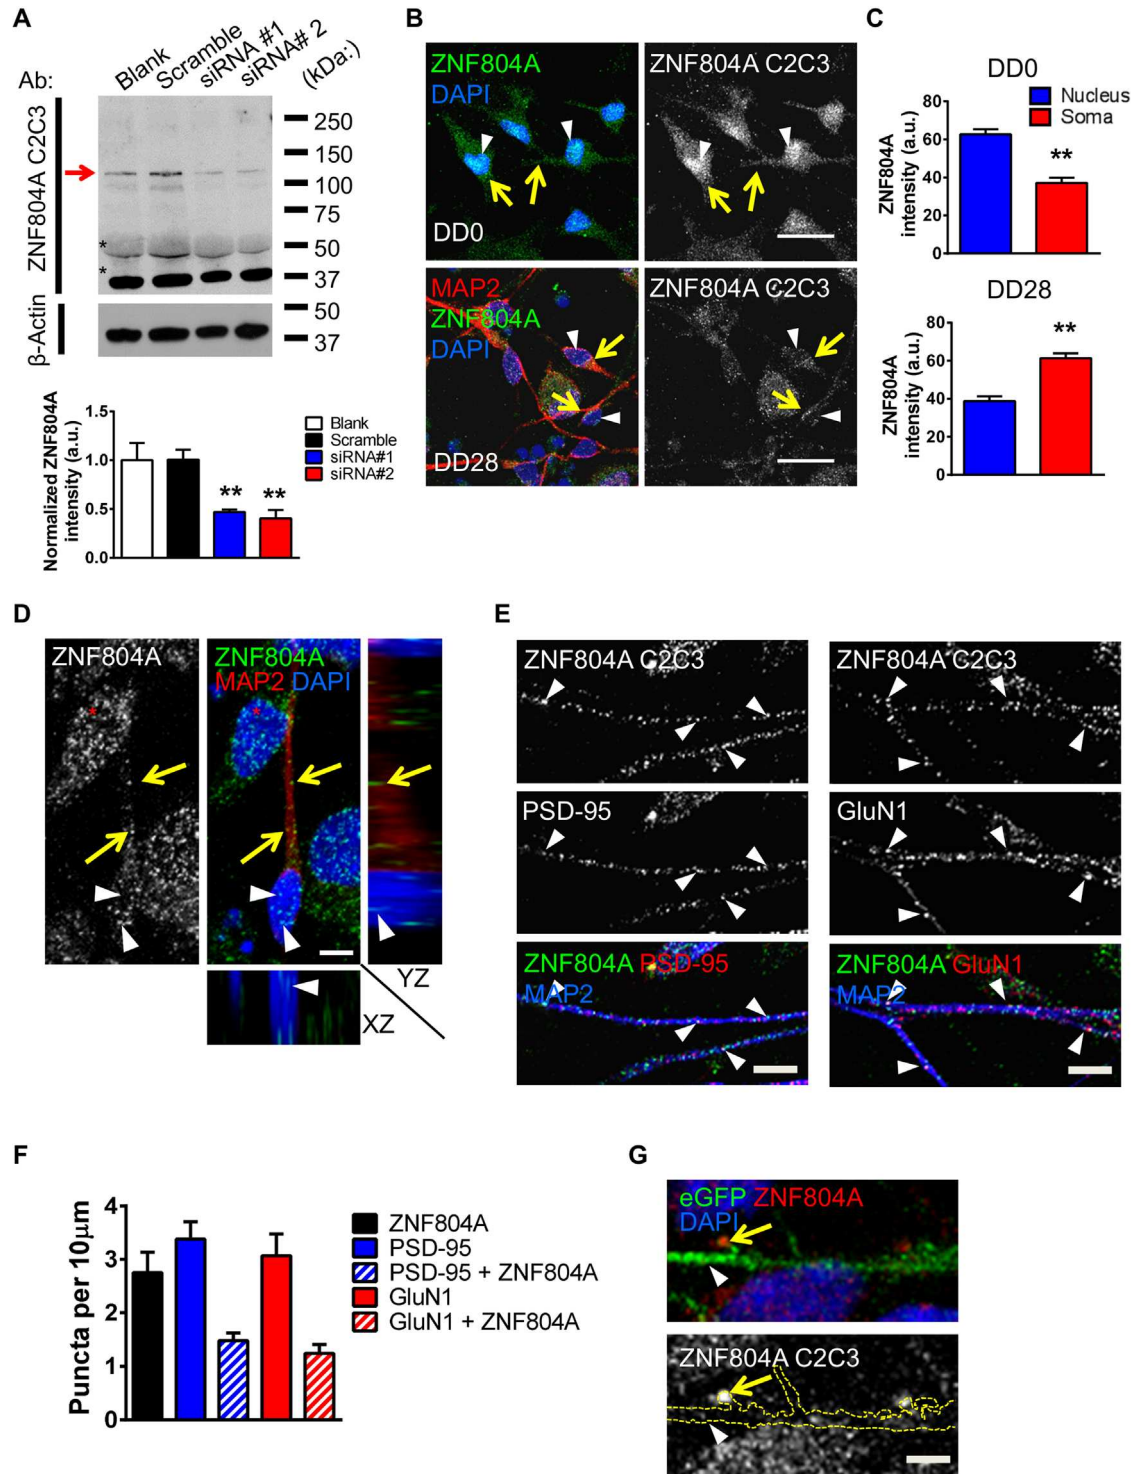 A
Ab:
Blank
Scramble
siRNA #1
siRNA# 2
(kDa:)
ZNF804A C2C3
250
150
100
75
50
37
*
*
β-Actin
50
37
Normalized ZNF804A
intensity (a.u.)
1.5
1.0
0.5
0.0
** **
Blank
Scramble
siRNA#1
siRNA#2
B
ZNF804A
DAPI
DD0
ZNF804A C2C3
MAP2
ZNF804A
DAPI
DD28
ZNF804A C2C3
C
DD0
Nucleus
Soma
ZNF804A
intensity (a.u.)
80
60
40
20
0
**
DD28
ZNF804A
intensity (a.u.)
80
60
40
20
0
**
D
ZNF804A
*
ZNF804A
MAP2 DAPI
*
YZ
XZ
E
ZNF804A C2C3
PSD-95
ZNF804A PSD-95
MAP2
ZNF804A C2C3
GluN1
ZNF804A GluN1
MAP2
F
Puncta per 10μm
4
3
2
1
0
ZNF804A
PSD-95
PSD-95 + ZNF804A
GluN1
GluN1 + ZNF804A
G
eGFP ZNF804A
DAPI
ZNF804A C2C3